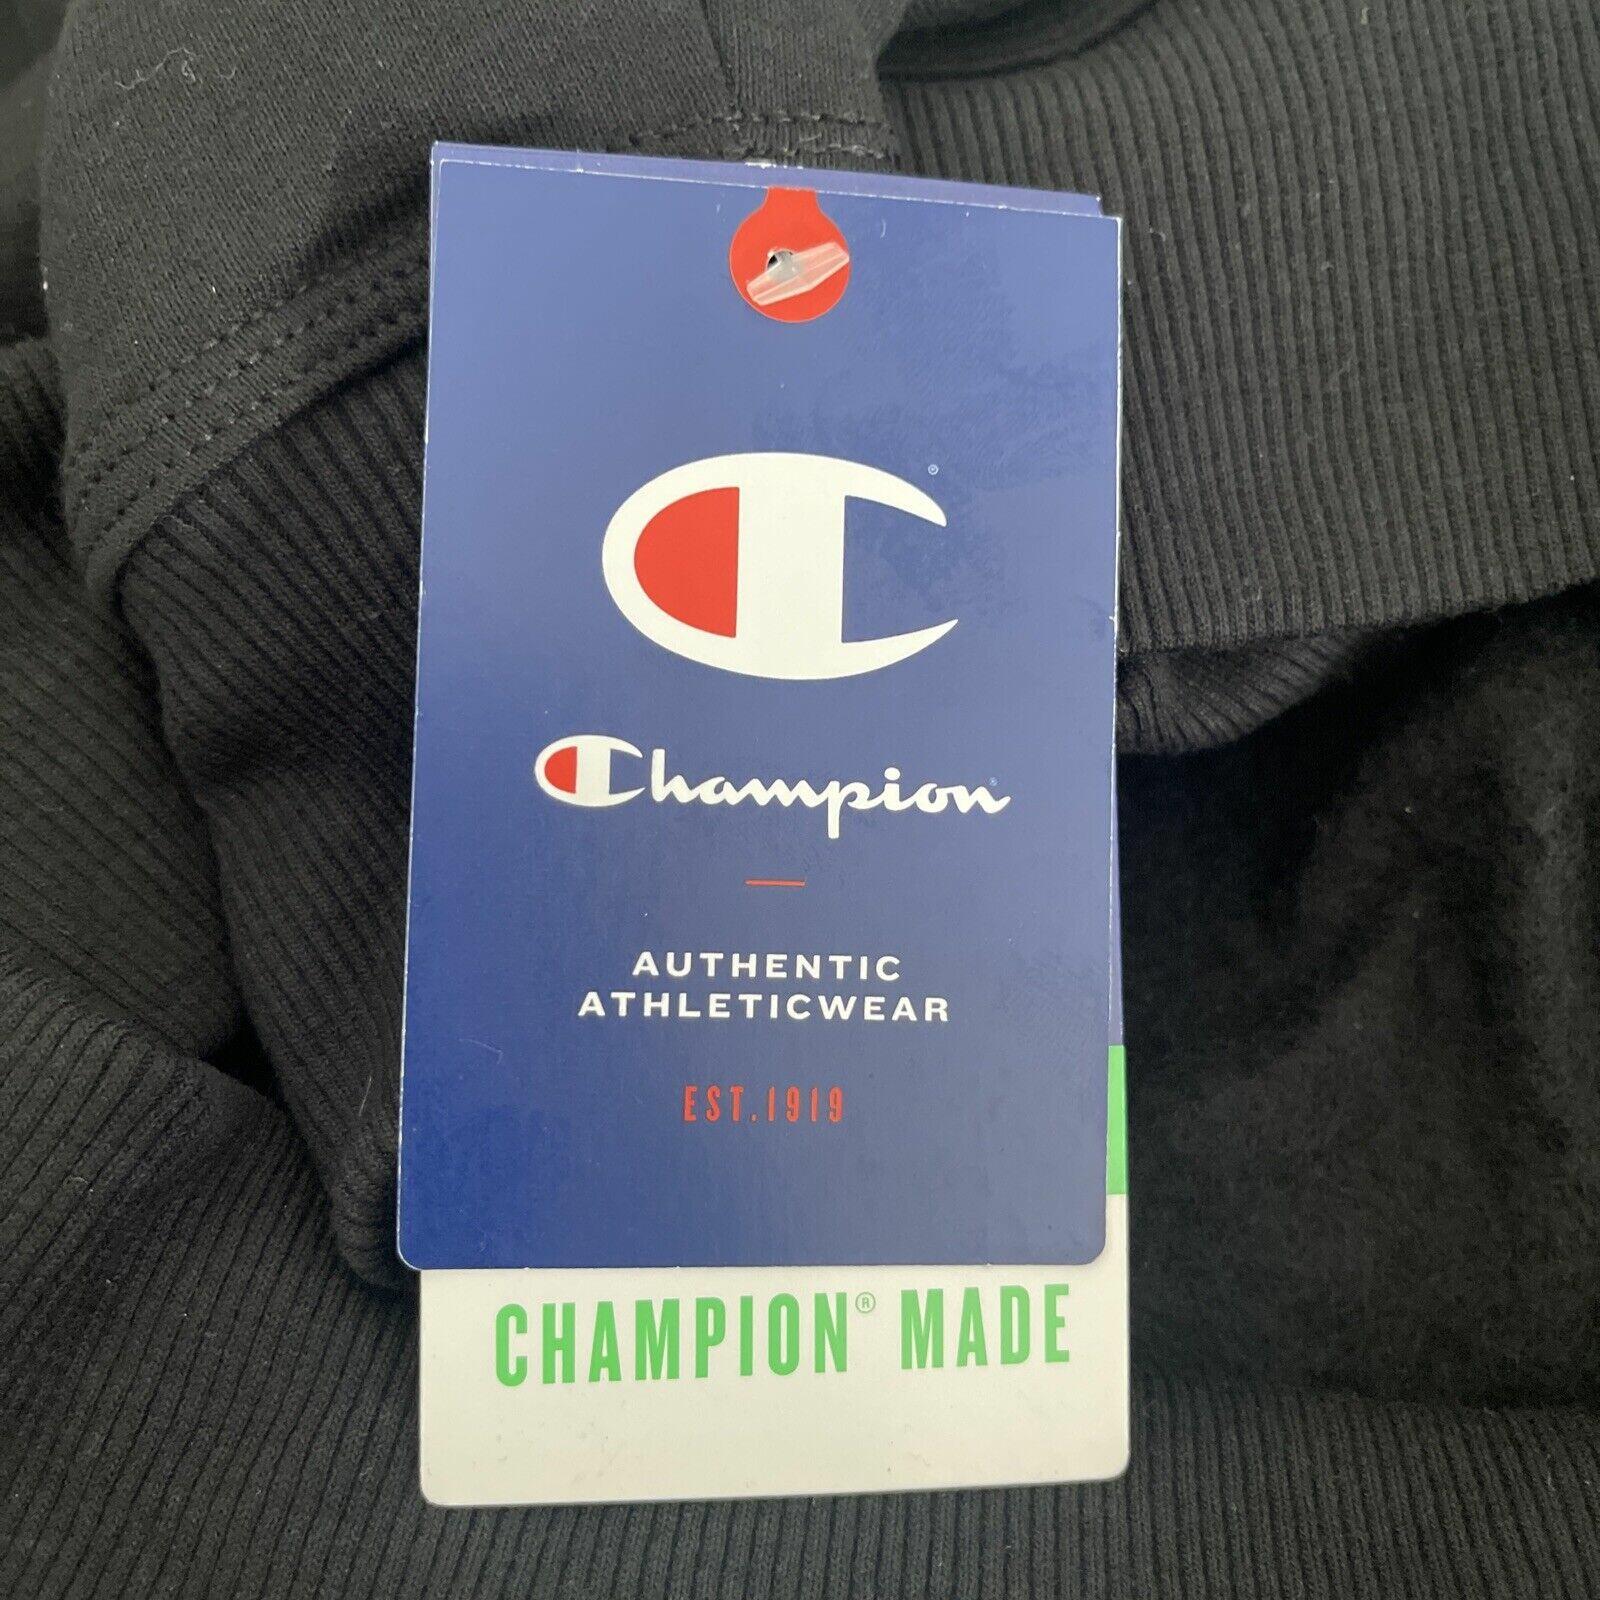 Champion
AUTHENTIC
ATHLETICWEAR
EST. 1919
CHAMPION® MADE